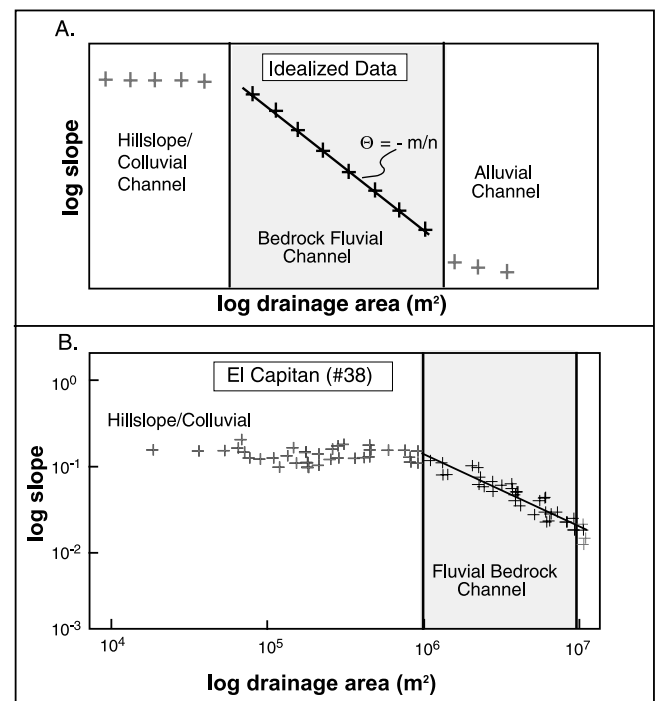 A.
Idealized Data
Hillslope/
Colluvial
Channel
Θ = - m/n
Alluvial
Channel
Bedrock Fluvial
Channel
log slope
log drainage area (m²)
B.
El Capitan (#38)
Hillslope/Colluvial
10⁰
10⁻¹
10⁻²
10⁻³
log slope
Fluvial Bedrock
Channel
10⁴ 10⁵ 10⁶ 10⁷
log drainage area (m²)